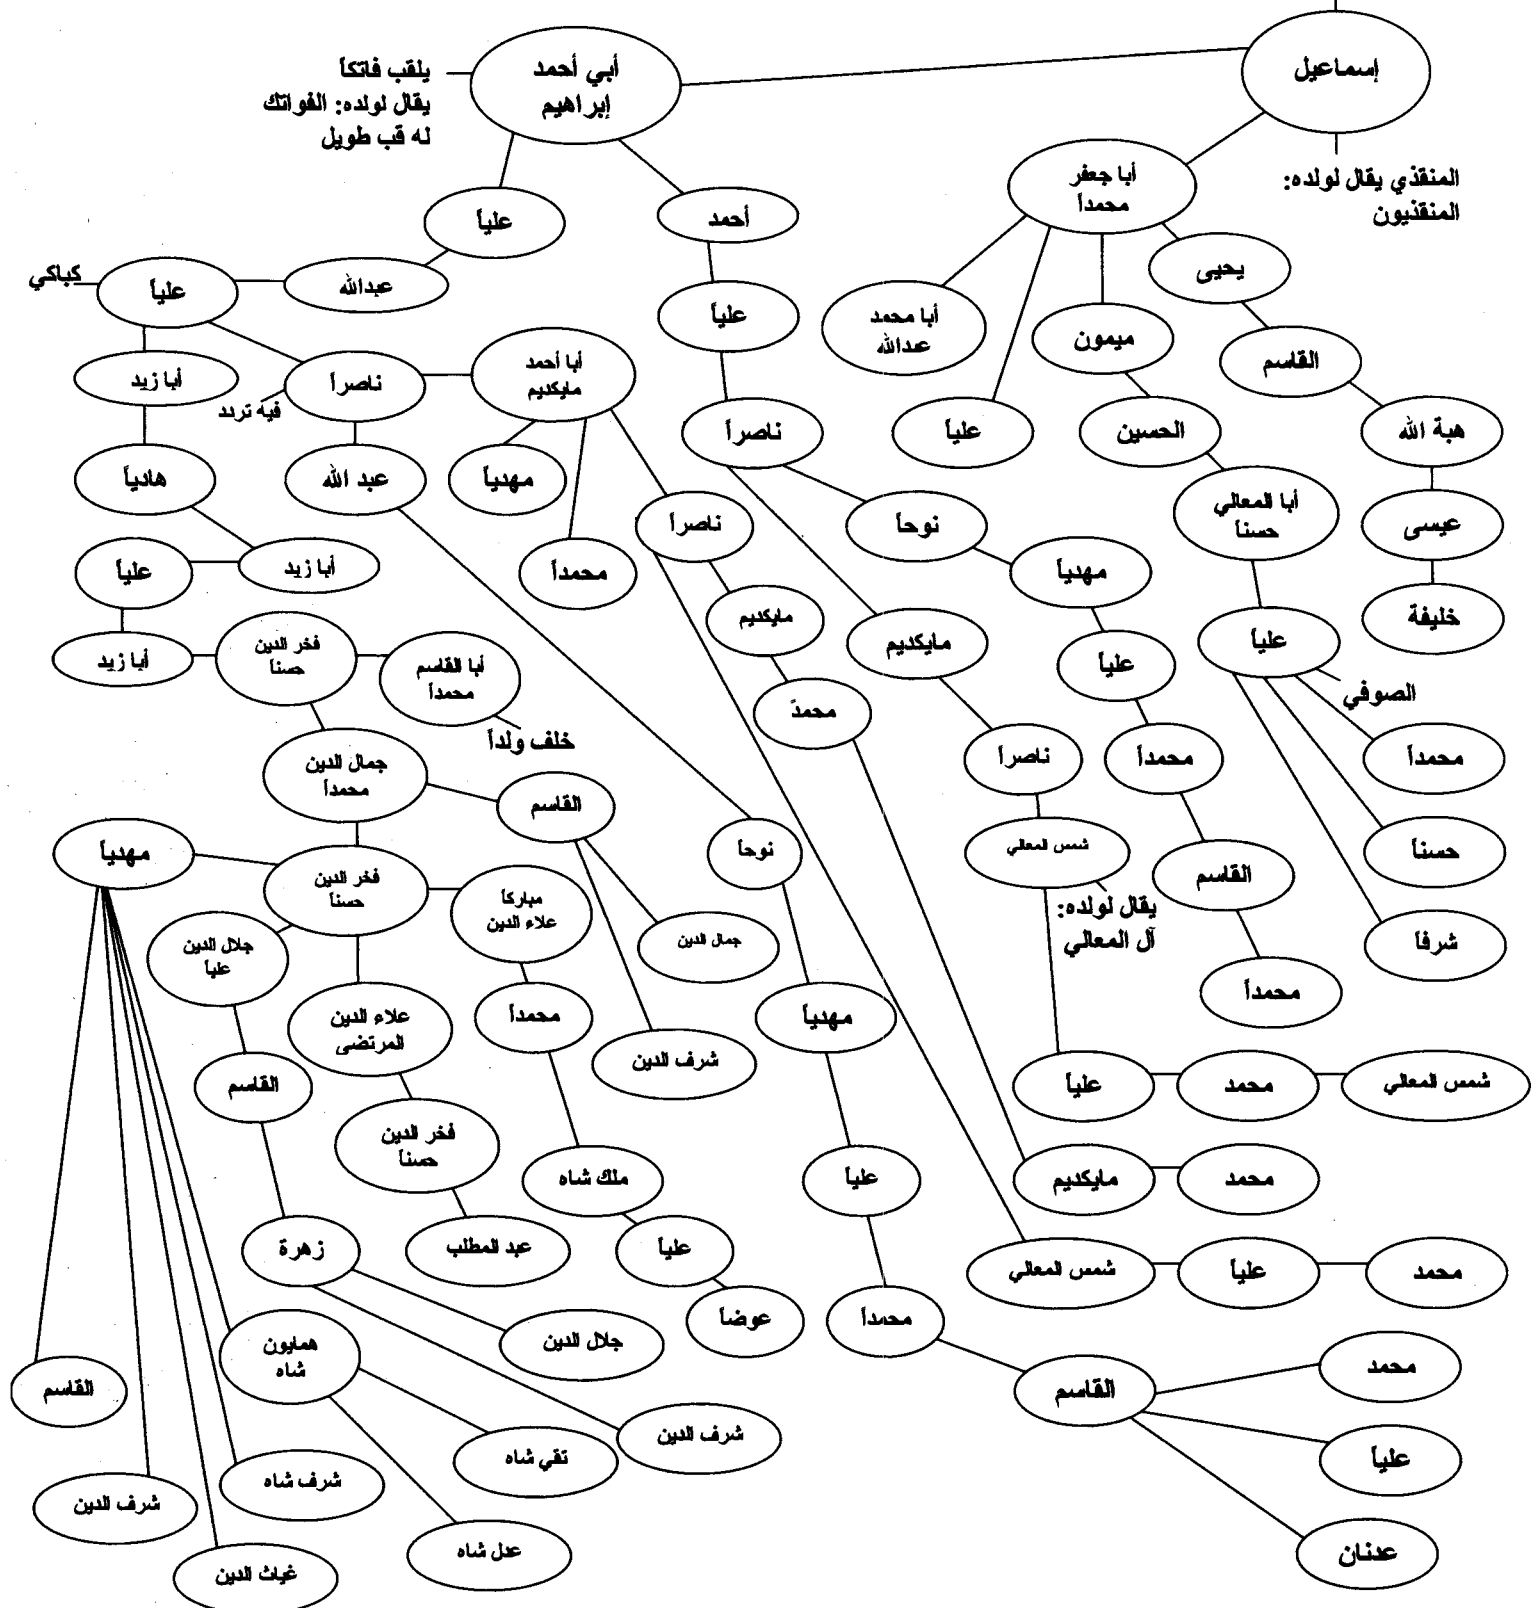 إسماعيل
المنقذي يقال لولده:
المنقذيون
أبي أحمد
إبراهيم
يلقب فاتكاً
يقال لولده: الفواتك
له قب طويل
أبا جعفر
محمداً
أحمد
علياً
يحيى
عبدالله
علياً
كباكي
علياً
أبا محمد
عبدالله
ميمون
القاسم
أبا أحمد
مايكديم
ناصراً
فيه تردد
أبا زيد
ناصراً
علياً
الحسين
هبة الله
مهدياً
عبد الله
هادياً
أبا المعالي
حسناً
عيسى
نوحاً
ناصراً
محمداً
مهدياً
أبا زيد
علياً
خليفة
علياً
الصوفي
مايكديم
مايكديم
علياً
أبا القاسم
محمداً
خلف ولداً
فخر الدين
حسناً
أبا زيد
محمدً
ناصراً
محمداً
محمداً
جمال الدين
محمداً
القاسم
شمس المعالي
يقال لولده:
آل المعالي
حسناً
نوحاً
مهدياً
القاسم
فخر الدين
حسناً
مباركاً
علاء الدين
جمال الدين
شرفاً
جلال الدين
علياً
محمداً
علاء الدين
المرتضى
محمداً
مهدياً
شرف الدين
القاسم
علياً
محمد
شمس المعالي
فخر الدين
حسناً
ملك شاه
علياً
مايكديم
محمد
زهرة
عبد المطلب
علياً
شمس المعالي
علياً
محمد
عوضاً
محمداً
جلال الدين
همايون
شاه
القاسم
القاسم
محمد
شرف الدين
تقي شاه
علياً
شرف شاه
شرف الدين
عدل شاه
عدنان
غياث الدين